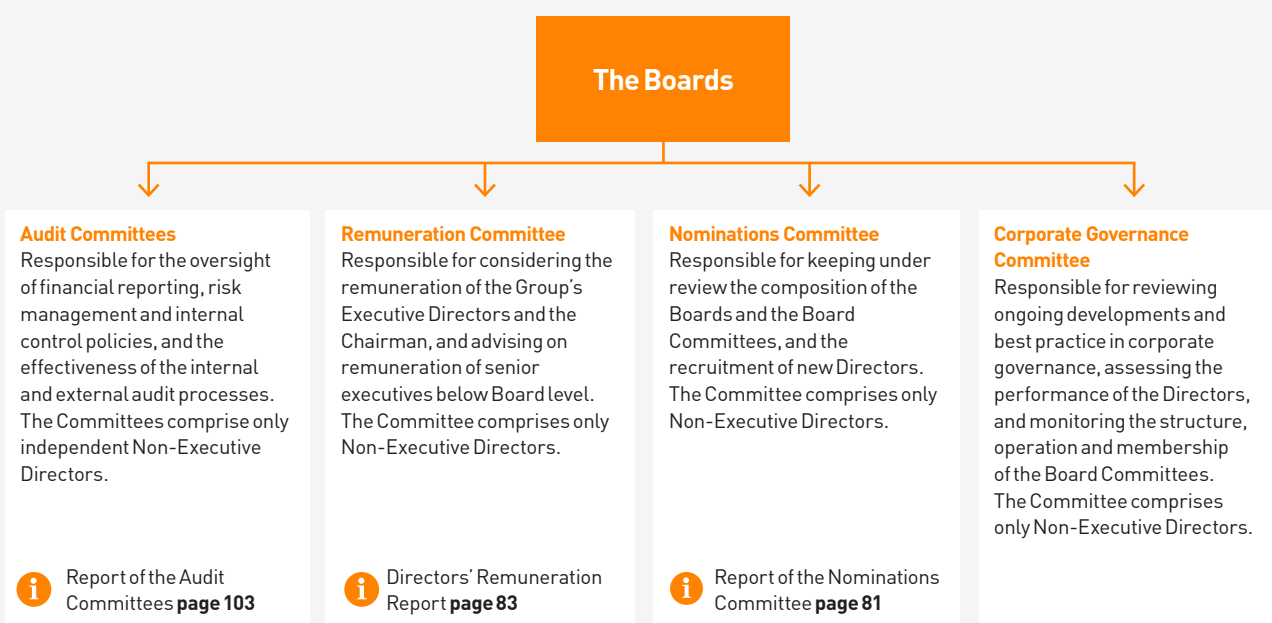 The Boards
Audit Committees
Responsible for the oversight
of financial reporting, risk
management and internal
control policies, and the
effectiveness of the internal
and external audit processes.
The Committees comprise only
independent Non-Executive
Directors.
i Report of the Audit
Committees page 103
Remuneration Committee
Responsible for considering the
remuneration of the Group's
Executive Directors and the
Chairman, and advising on
remuneration of senior
executives below Board level.
The Committee comprises only
Non-Executive Directors.
i Directors' Remuneration
Report page 83
Nominations Committee
Responsible for keeping under
review the composition of the
Boards and the Board
Committees, and the
recruitment of new Directors.
The Committee comprises only
Non-Executive Directors.
i Report of the Nominations
Committee page 81
Corporate Governance
Committee
Responsible for reviewing
ongoing developments and
best practice in corporate
governance, assessing the
performance of the Directors,
and monitoring the structure,
operation and membership
of the Board Committees.
The Committee comprises
only Non-Executive Directors.